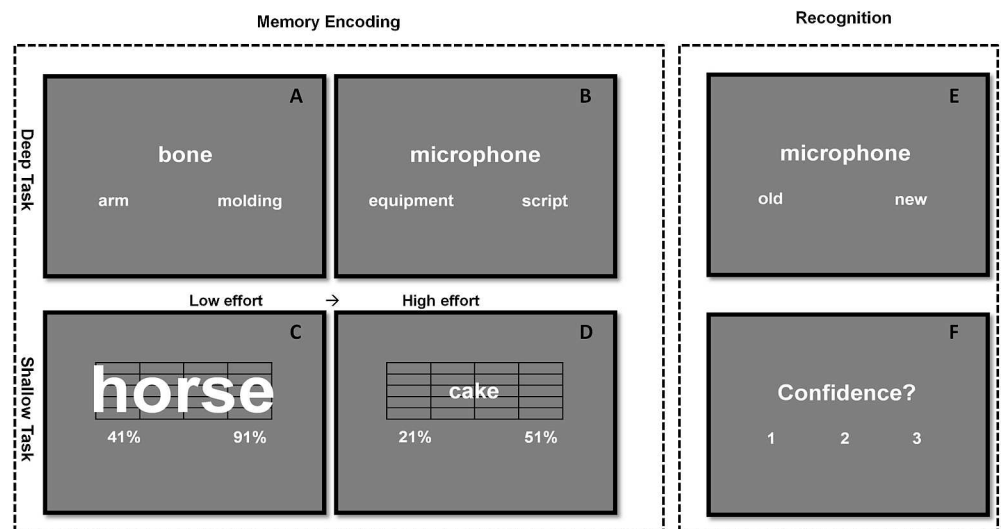 Memory Encoding
Recognition
Deep Task
A
bone
arm molding
B
microphone
equipment script
E
microphone
old new
Low effort → High effort
Shallow Task
C
horse
41% 91%
D
cake
21% 51%
F
Confidence?
1 2 3